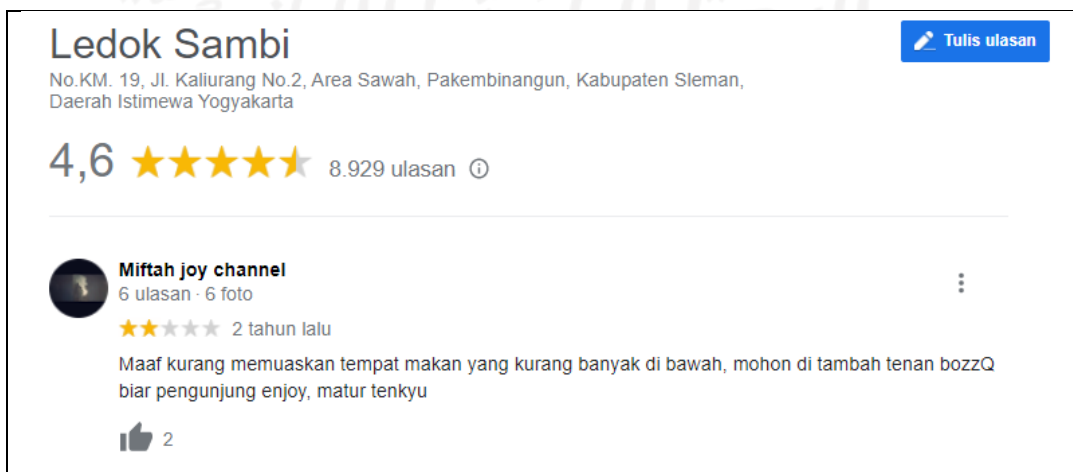 Ledok Sambi
Tulis ulasan
No.KM. 19, Jl. Kaliurang No.2, Area Sawah, Pakembinangun, Kabupaten Sleman,
Daerah Istimewa Yogyakarta
4,6 8.929 ulasan
Miftah joy channel
6 ulasan · 6 foto
2 tahun lalu
Maaf kurang memuaskan tempat makan yang kurang banyak di bawah, mohon di tambah tenan bozzQ
biar pengunjung enjoy, matur tenkyu
2